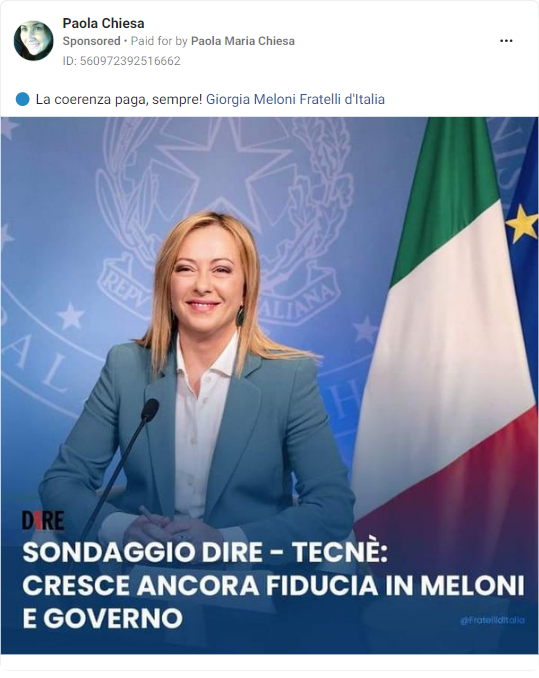 Paola Chiesa
Sponsored • Paid for by Paola Maria Chiesa
ID: 560972392516662
La coerenza paga, sempre! Giorgia Meloni Fratelli d'Italia
REPUBBLICA ITALIANA
DIRE
SONDAGGIO DIRE – TECNÈ:
CRESCE ANCORA FIDUCIA IN MELONI
E GOVERNO
@FratellidItalia